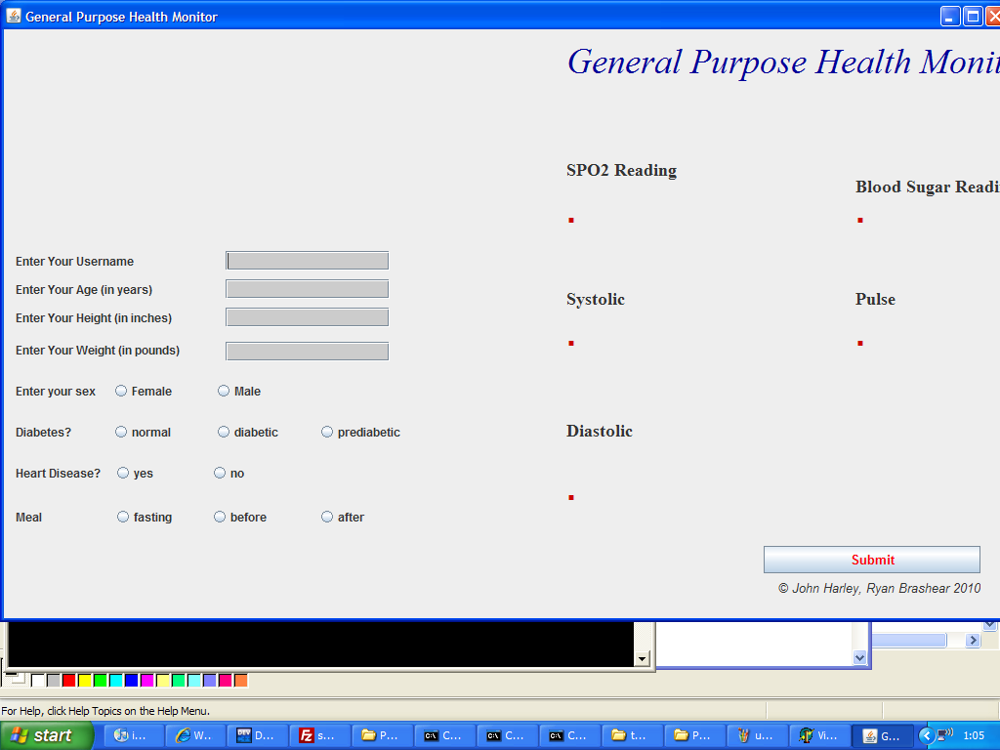 General Purpose Health Monitor
General Purpose Health Monit
SPO2 Reading
Blood Sugar Readi
Enter Your Username
Enter Your Age (in years)
Enter Your Height (in inches)
Enter Your Weight (in pounds)
Systolic
Pulse
Enter your sex Female Male
Diabetes? normal diabetic prediabetic
Diastolic
Heart Disease? yes no
Meal fasting before after
Submit
© John Harley, Ryan Brashear 2010
For Help, click Help Topics on the Help Menu.
start i... W... D... s... P... C... C... C... t... P... u... Vi... G... 1:05